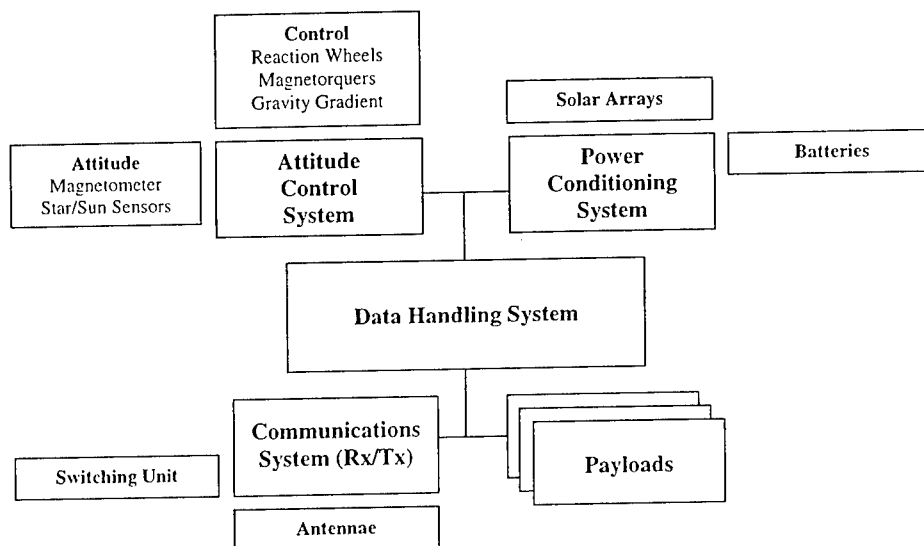 Control
Reaction Wheels
Magnetorquers
Gravity Gradient
Solar Arrays
Attitude
Magnetometer
Star/Sun Sensors
Attitude
Control
System
Power
Conditioning
System
Batteries
Data Handling System
Communications
System (Rx/Tx)
Payloads
Switching Unit
Antennae